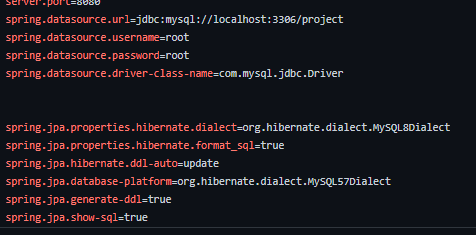 server.port=8080
spring.datasource.url=jdbc:mysql://localhost:3306/project
spring.datasource.username=root
spring.datasource.password=root
spring.datasource.driver-class-name=com.mysql.jdbc.Driver
spring.jpa.properties.hibernate.dialect=org.hibernate.dialect.MySQL8Dialect
spring.jpa.properties.hibernate.format_sql=true
spring.jpa.hibernate.ddl-auto=update
spring.jpa.database-platform=org.hibernate.dialect.MySQL57Dialect
spring.jpa.generate-ddl=true
spring.jpa.show-sql=true